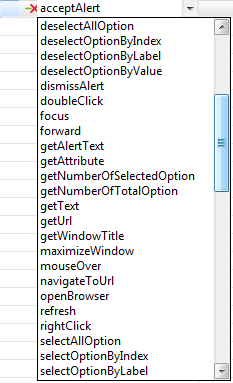 acceptAlert
deselectAllOption
deselectOptionByIndex
deselectOptionByLabel
deselectOptionByValue
dismissAlert
doubleClick
focus
forward
getAlertText
getAttribute
getNumberOfSelectedOption
getNumberOfTotalOption
getText
getUrl
getWindowTitle
maximizeWindow
mouseOver
navigateToUrl
openBrowser
refresh
rightClick
selectAllOption
selectOptionByIndex
selectOptionByLabel